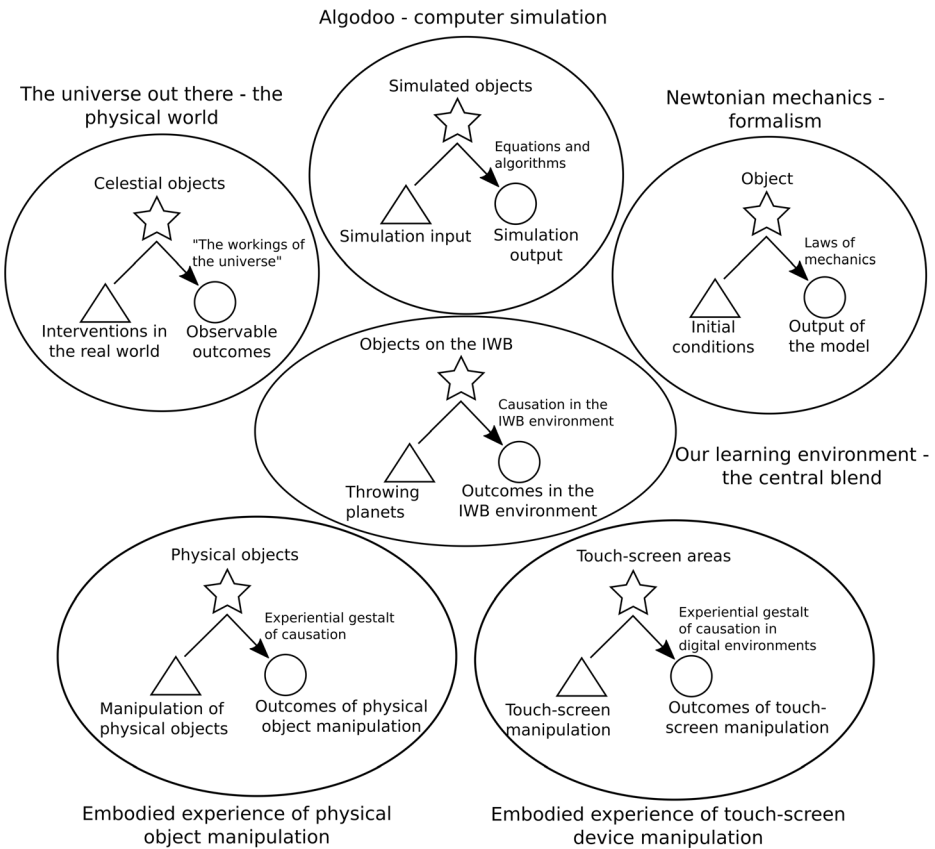 Algodoo - computer simulation
Simulated objects
Equations and
algorithms
Simulation input
Simulation
output
The universe out there - the
physical world
Celestial objects
"The workings of
the universe"
Interventions in
the real world
Observable
outcomes
Newtonian mechanics -
formalism
Object
Laws of
mechanics
Initial
conditions
Output of
the model
Objects on the IWB
Causation in the
IWB environment
Throwing
planets
Outcomes in the
IWB environment
Our learning environment -
the central blend
Physical objects
Experiential gestalt
of causation
Manipulation of
physical objects
Outcomes of physical
object manipulation
Embodied experience of physical
object manipulation
Touch-screen areas
Experiential gestalt
of causation in
digital environments
Touch-screen
manipulation
Outcomes of touch-
screen manipulation
Embodied experience of touch-screen
device manipulation